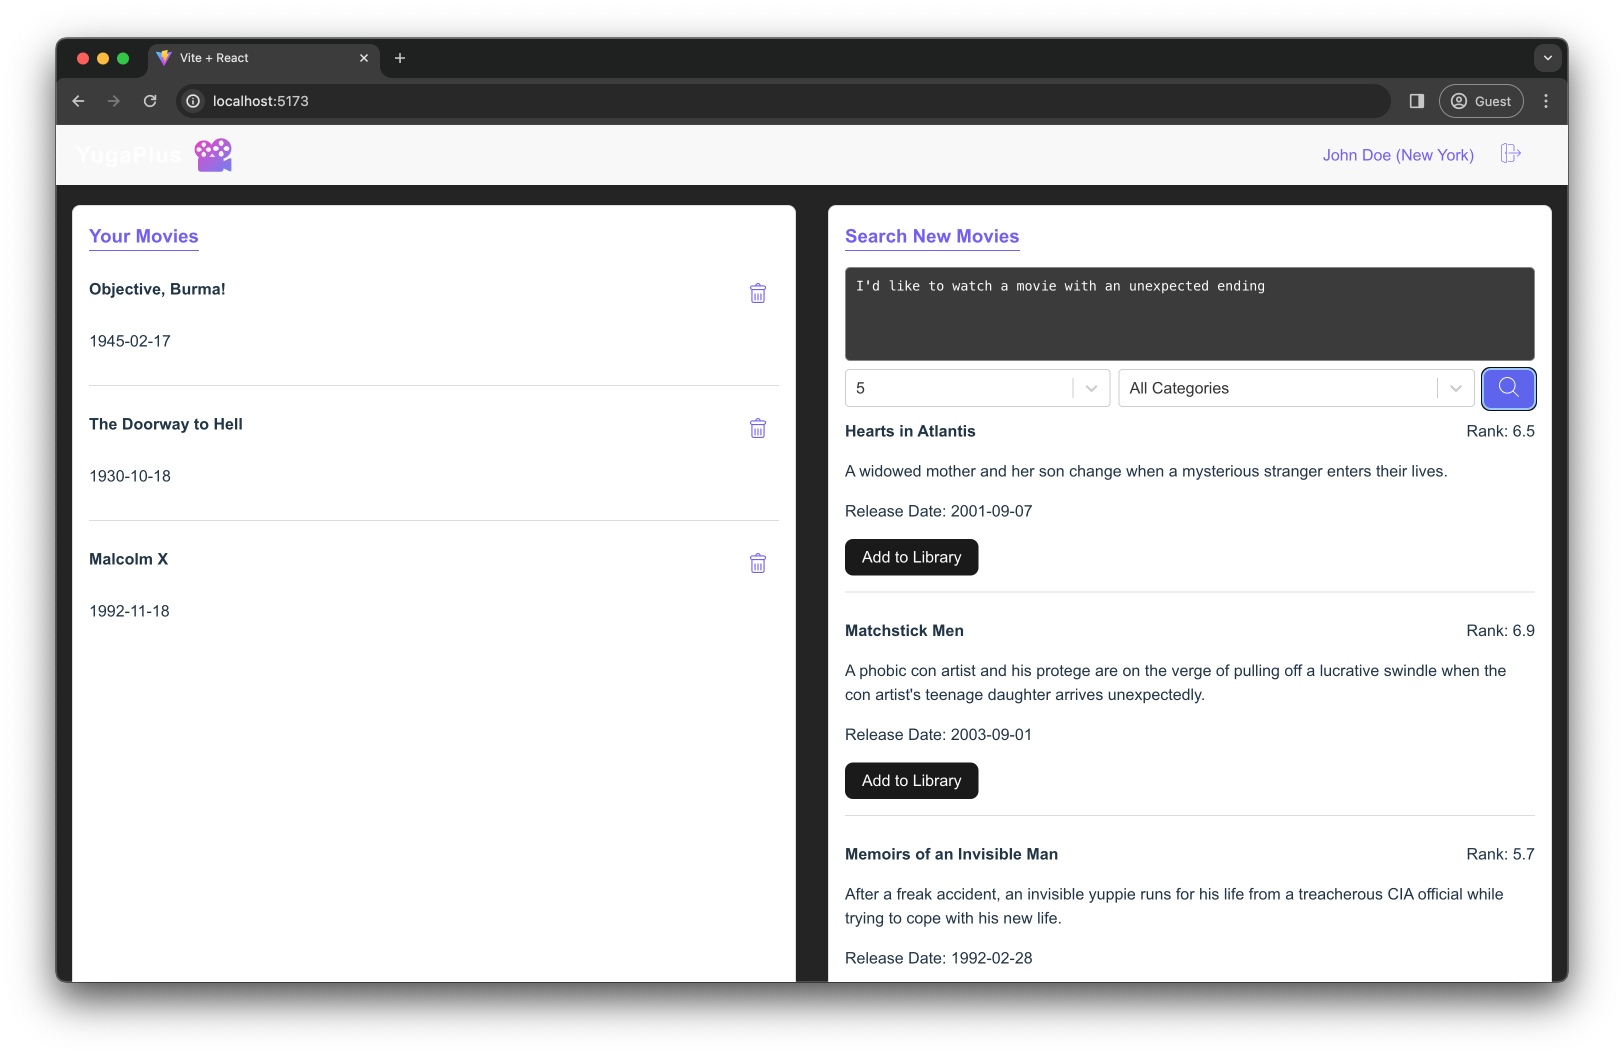 Vite + React
localhost:5173
Guest
YugaPlus
John Doe (New York)
Your Movies
Objective, Burma!
1945-02-17
The Doorway to Hell
1930-10-18
Malcolm X
1992-11-18
Search New Movies
I'd like to watch a movie with an unexpected ending
5
All Categories
Hearts in Atlantis
Rank: 6.5
A widowed mother and her son change when a mysterious stranger enters their lives.
Release Date: 2001-09-07
Add to Library
Matchstick Men
Rank: 6.9
A phobic con artist and his protege are on the verge of pulling off a lucrative swindle when the
con artist's teenage daughter arrives unexpectedly.
Release Date: 2003-09-01
Add to Library
Memoirs of an Invisible Man
Rank: 5.7
After a freak accident, an invisible yuppie runs for his life from a treacherous CIA official while
trying to cope with his new life.
Release Date: 1992-02-28